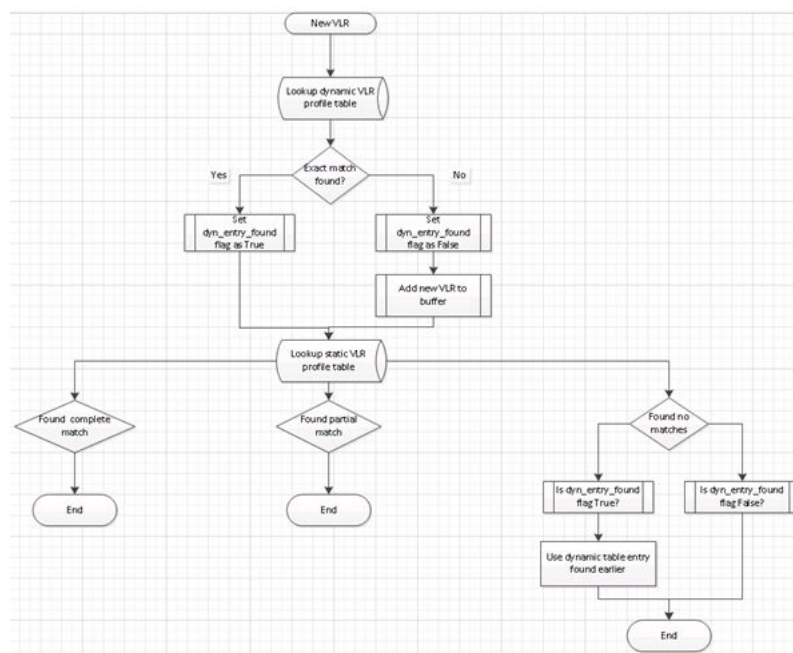 New VLR
Lookup dynamic VLR
profile table
Exact match
found?
Yes
No
Set
dyn_entry_found
flag as True
Set
dyn_entry_found
flag as False
Add new VLR to
buffer
Lookup static VLR
profile table
Found complete
match
Found partial
match
Found no
matches
End
End
Is dyn_entry_found
flag True?
Is dyn_entry_found
flag False?
Use dynamic table entry
found earlier
End